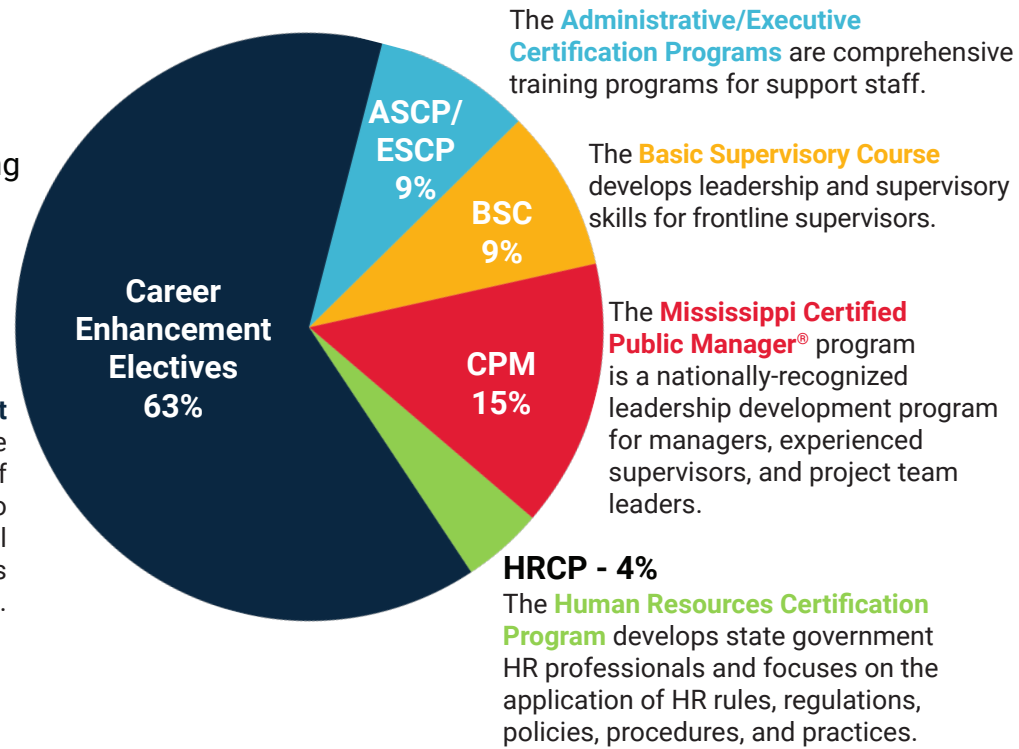 The Administrative/Executive
Certification Programs are comprehensive
training programs for support staff.
ASCP/
ESCP
9%
The Basic Supervisory Course
develops leadership and supervisory
skills for frontline supervisors.
BSC
9%
Career
Enhancement
Electives
63%
The Mississippi Certified
Public Manager® program
is a nationally-recognized
leadership development program
for managers, experienced
supervisors, and project team
leaders.
CPM
15%
HRCP - 4%
The Human Resources Certification
Program develops state government
HR professionals and focuses on the
application of HR rules, regulations,
policies, procedures, and practices.